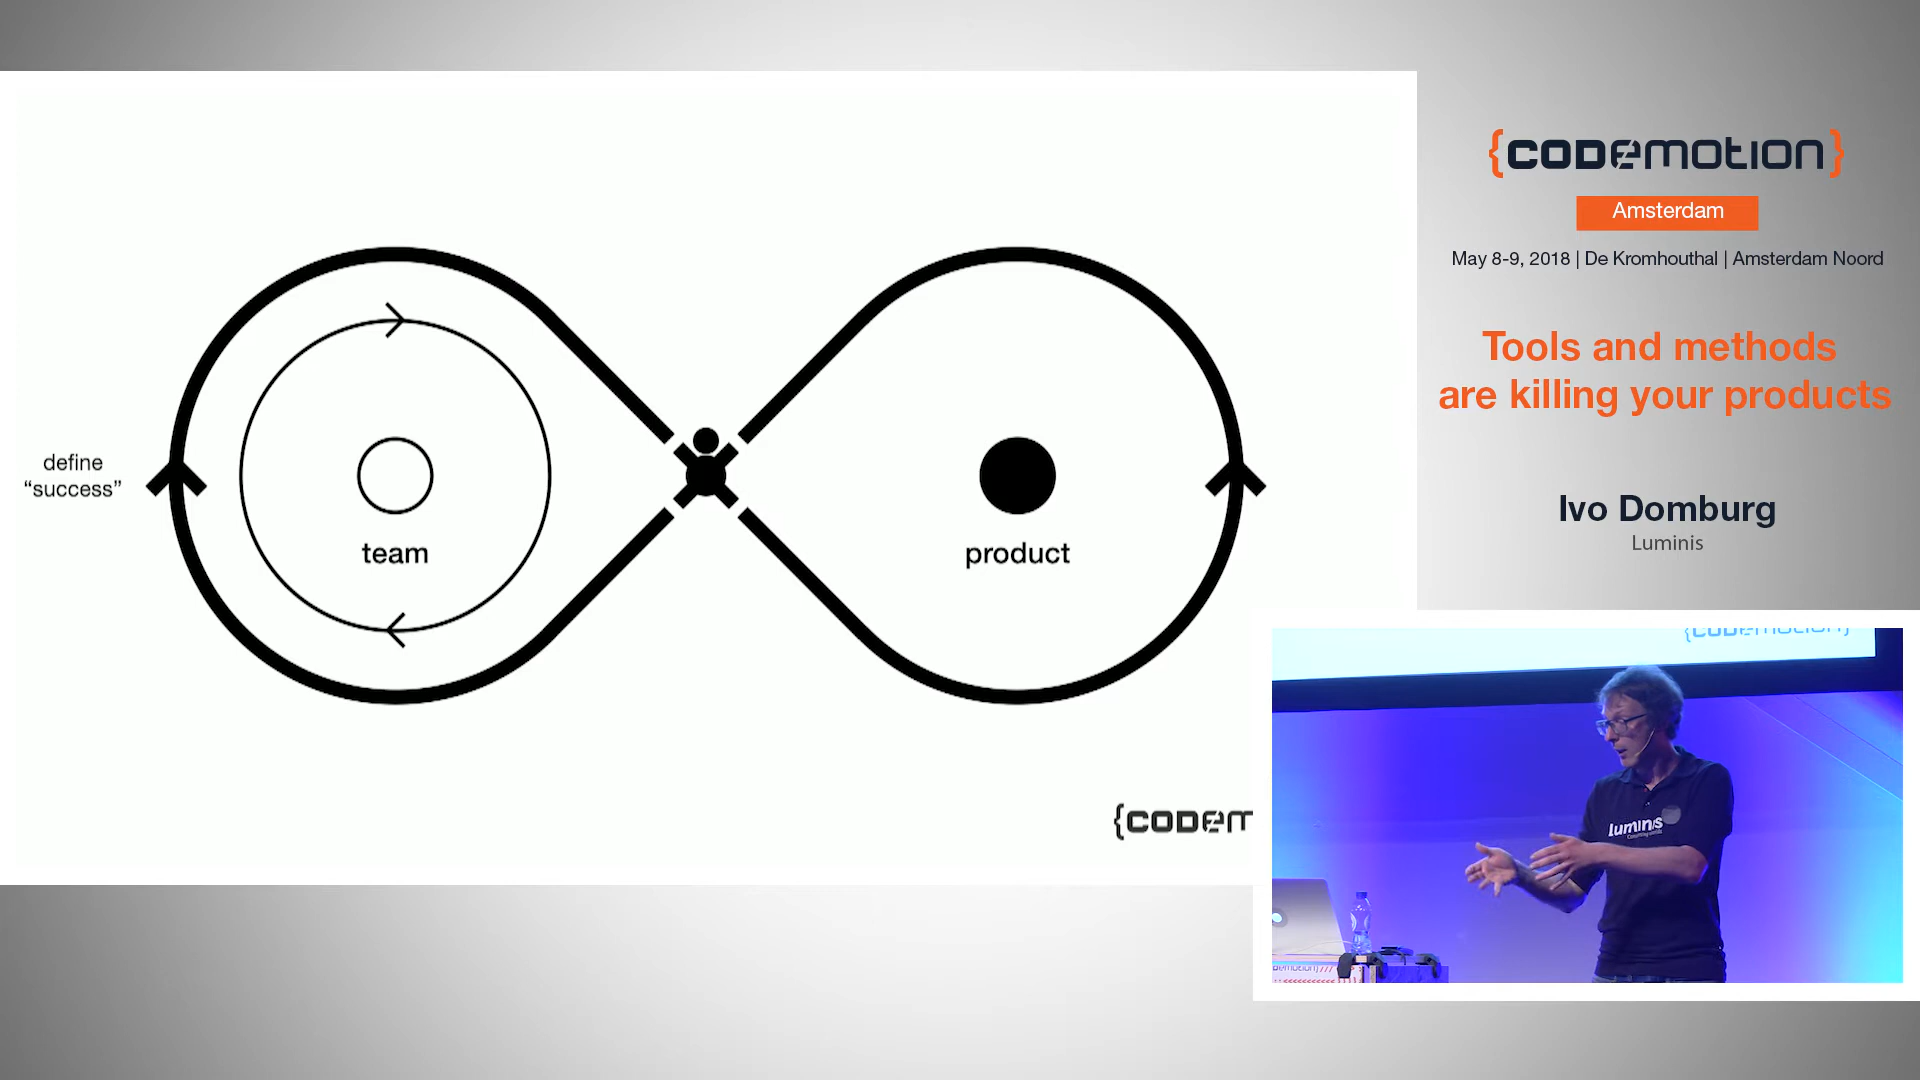 define
“success”
team
product
{CODEM
{CODEMOTION}
Amsterdam
May 8-9, 2018 | De Kromhouthal | Amsterdam Noord
Tools and methods
are killing your products
Ivo Domburg
Luminis
{CODEMOTION}
luminis